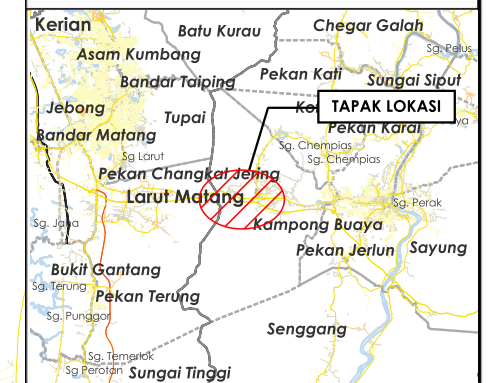 Kerian
Batu Kurau
Chegar Galah
Sg. Pelus
Asam Kumbang
Bandar Taiping
Pekan Kati
Sungai Siput
Jebong
Tupai
TAPAK LOKASI
Bandar Matang
Pekan Karai
Sg Larut
Sg. Chempias
Sg. Chempias
Pekan Changkat Jering
Larut Matang
Sg. Perak
Sg. Jaha
Kampong Buaya
Pekan Jerlun
Sayung
Bukit Gantang
Sg. Terung
Pekan Terung
Sg. Punggor
Senggang
Sg. Temerlok
Sg Perotan
Sungai Tinggi